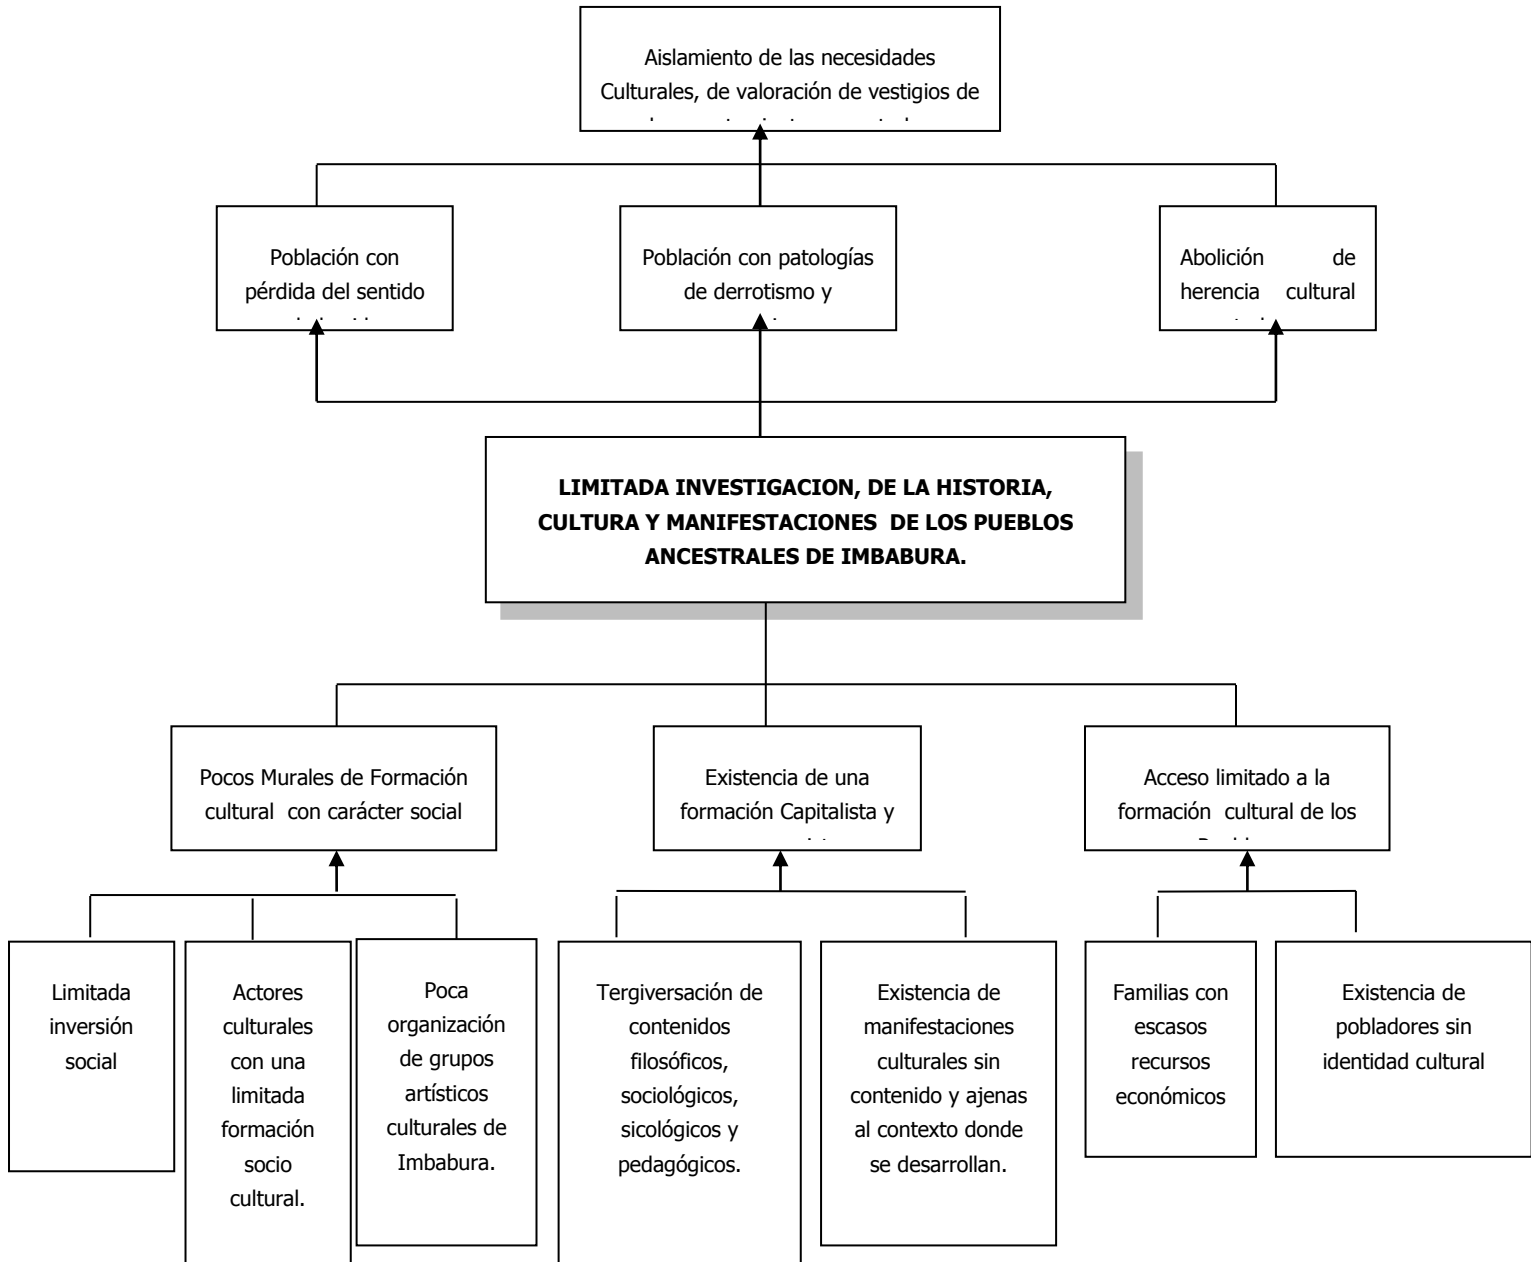 Aislamiento de las necesidades
Culturales, de valoración de vestigios de
Población con
pérdida del sentido
Población con patologías
de derrotismo y
Abolición de
herencia cultural
LIMITADA INVESTIGACION, DE LA HISTORIA,
CULTURA Y MANIFESTACIONES DE LOS PUEBLOS
ANCESTRALES DE IMBABURA.
Pocos Murales de Formación
cultural con carácter social
Existencia de una
formación Capitalista y
Acceso limitado a la
formación cultural de los
Limitada
inversión
social
Actores
culturales
con una
limitada
formación
socio
cultural.
Poca
organización
de grupos
artísticos
culturales de
Imbabura.
Tergiversación de
contenidos
filosóficos,
sociológicos,
sicológicos y
pedagógicos.
Existencia de
manifestaciones
culturales sin
contenido y ajenas
al contexto donde
se desarrollan.
Familias con
escasos
recursos
económicos
Existencia de
pobladores sin
identidad cultural